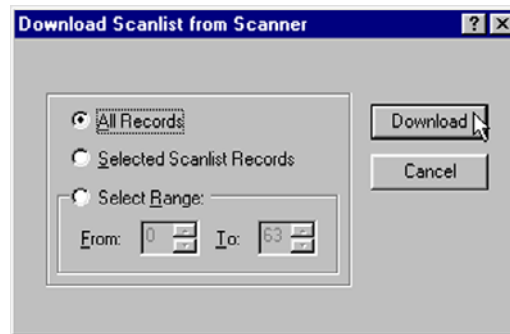 Download Scanlist from Scanner
All Records
Download
Selected Scanlist Records
Cancel
Select Range:
From: 0 To: 63